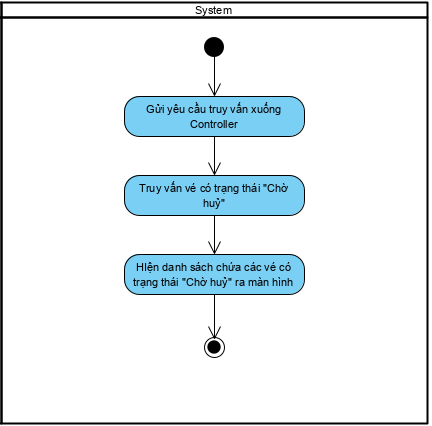 System
Gửi yêu cầu truy vấn xuống
Controller
Truy vấn vé có trạng thái "Chờ
huỷ"
HIện danh sách chứa các vé có
trạng thái "Chờ huỷ" ra màn hình